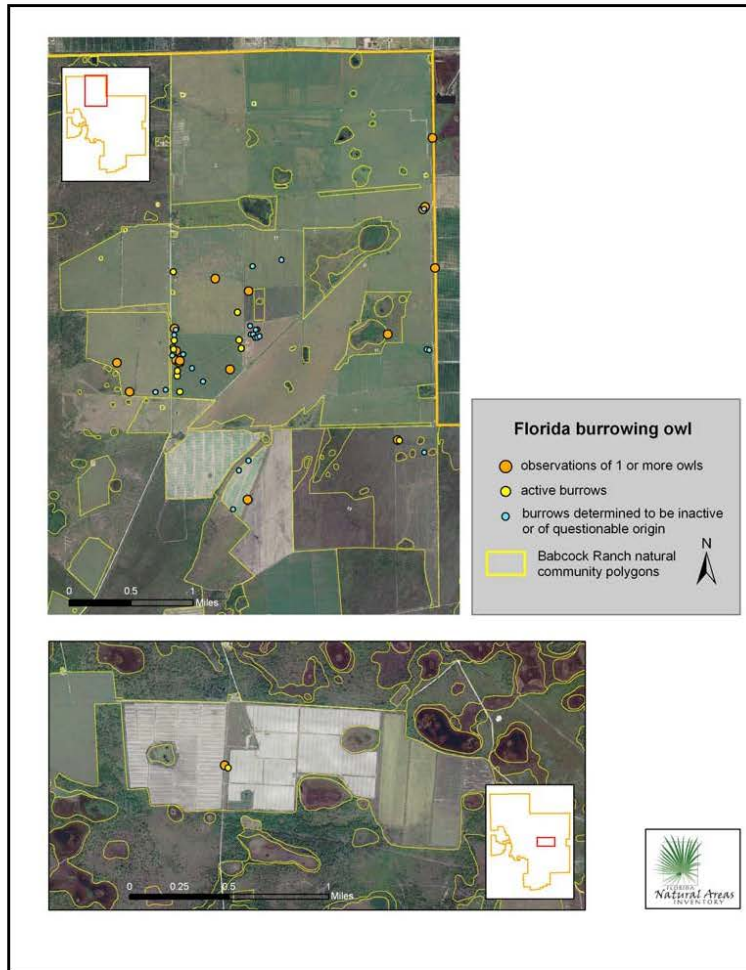 0 0.5 1
Miles
Florida burrowing owl
observations of 1 or more owls
active burrows
burrows determined to be inactive
or of questionable origin
Babcock Ranch natural
community polygons
N
0 0.25 0.5 1
Miles
FLORIDA
Natural Areas
INVENTORY